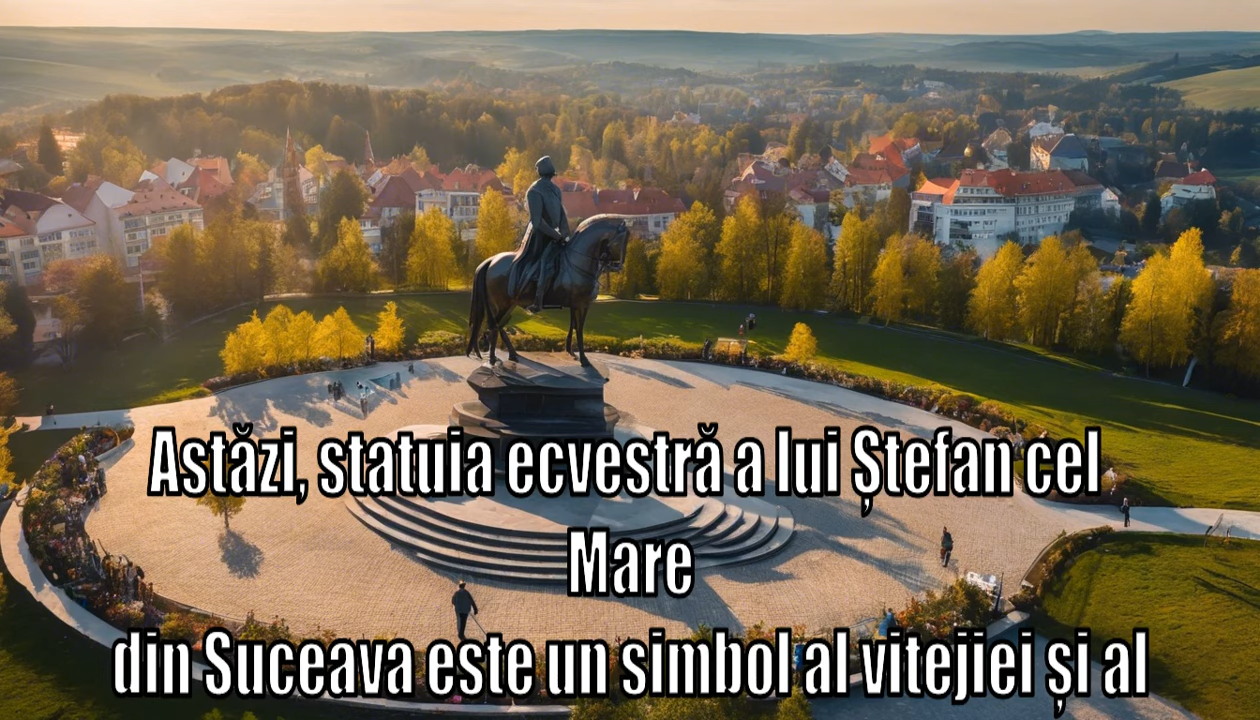 Astăzi, statuia ecvestră a lui Ștefan cel
Mare
din Suceava este un simbol al vitejiei și al